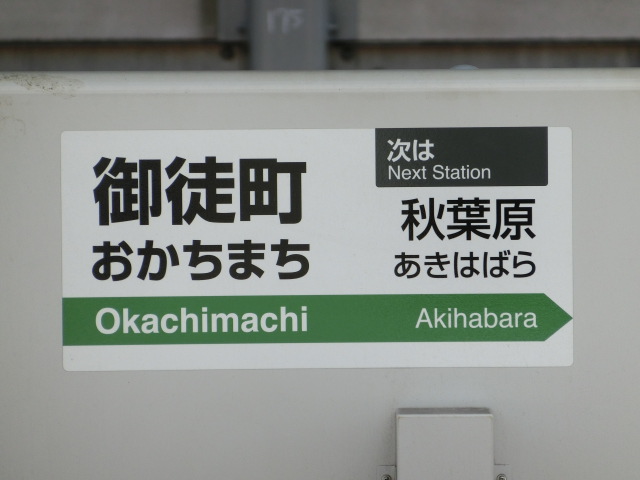 御徒町
おかちまち
Okachimachi
次は
Next Station
秋葉原
あきはばら
Akihabara